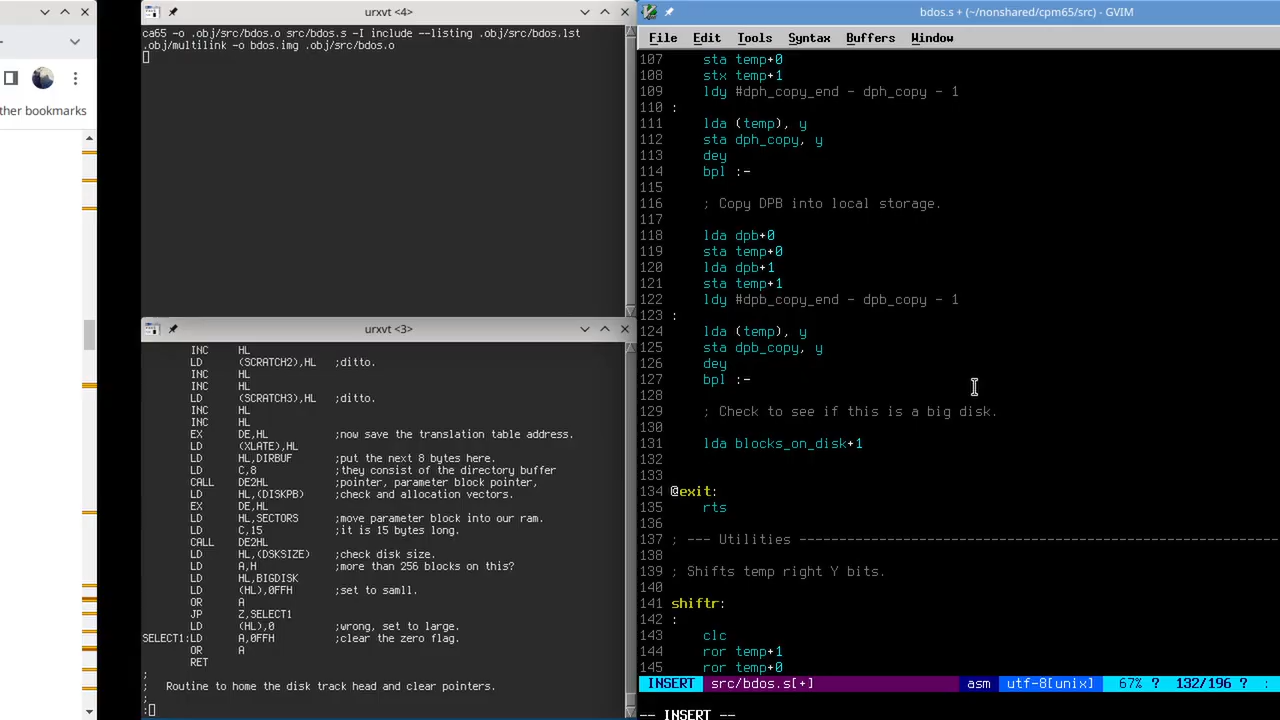 ther bookmarks
urxvt <4>
ca65 -o .obj/src/bdos.o src/bdos.s -I include --listing .obj/src/bdos.lst
.obj/multilink -o bdos.img .obj/src/bdos.o
urxvt <3>
INC HL
LD (SCRATCH2),HL ;ditto.
INC HL
INC HL
LD (SCRATCH3),HL ;ditto.
INC HL
INC HL
EX DE,HL ;now save the translation table address.
LD (XLATE),HL
LD HL,DIRBUF ;put the next 8 bytes here.
LD C,8 ;they consist of the directory buffer
CALL DE2HL ;pointer, parameter block pointer,
LD HL,(DISKPB) ;check and allocation vectors.
EX DE,HL
LD HL,SECTORS ;move parameter block into our ram.
LD C,15 ;it is 15 bytes long.
CALL DE2HL
LD HL,(DSKSIZE) ;check disk size.
LD A,H ;more than 256 blocks on this?
LD HL,BIGDISK
LD (HL),0FFH ;set to samll.
OR A
JP Z,SELECT1
LD (HL),0 ;wrong, set to large.
SELECT1:LD A,0FFH ;clear the zero flag.
OR A
RET
;
; Routine to home the disk track head and clear pointers.
;
:
bdos.s + (~/nonshared/cpm65/src) - GVIM
File Edit Tools Syntax Buffers Window
107 sta temp+0
108 stx temp+1
109 ldy #dph_copy_end - dph_copy - 1
110 :
111 lda (temp), y
112 sta dph_copy, y
113 dey
114 bpl :-
115
116 ; Copy DPB into local storage.
117
118 lda dpb+0
119 sta temp+0
120 lda dpb+1
121 sta temp+1
122 ldy #dpb_copy_end - dpb_copy - 1
123 :
124 lda (temp), y
125 sta dpb_copy, y
126 dey
127 bpl :-
128
129 ; Check to see if this is a big disk.
130
131 lda blocks_on_disk+1
132
133
134 @exit:
135 rts
136
137 ; --- Utilities ------------------------------------------------------------
138
139 ; Shifts temp right Y bits.
140
141 shiftr:
142 :
143 clc
144 ror temp+1
145 ror temp+0
INSERT src/bdos.s[+] asm utf-8[unix] 67% ? 132/196 ? :
-- INSERT --